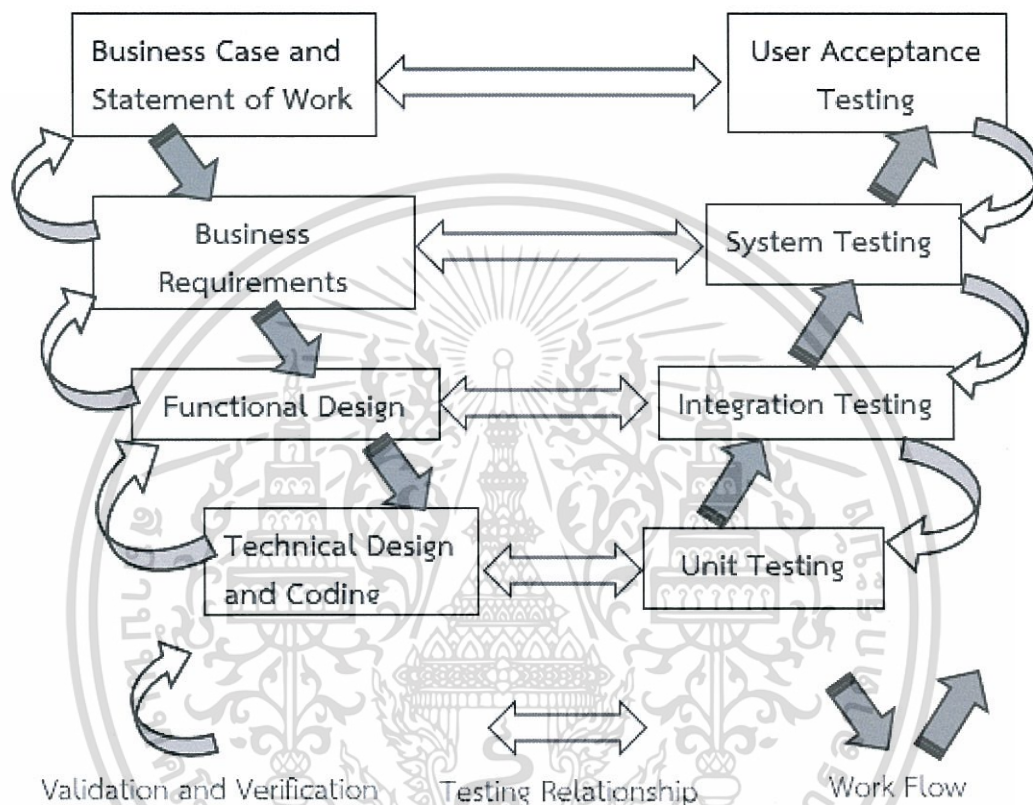 Business Case and
Statement of Work
User Acceptance
Testing
Business
Requirements
System Testing
Functional Design
Integration Testing
Technical Design
and Coding
Unit Testing
Validation and Verification
Testing Relationship
Work Flow